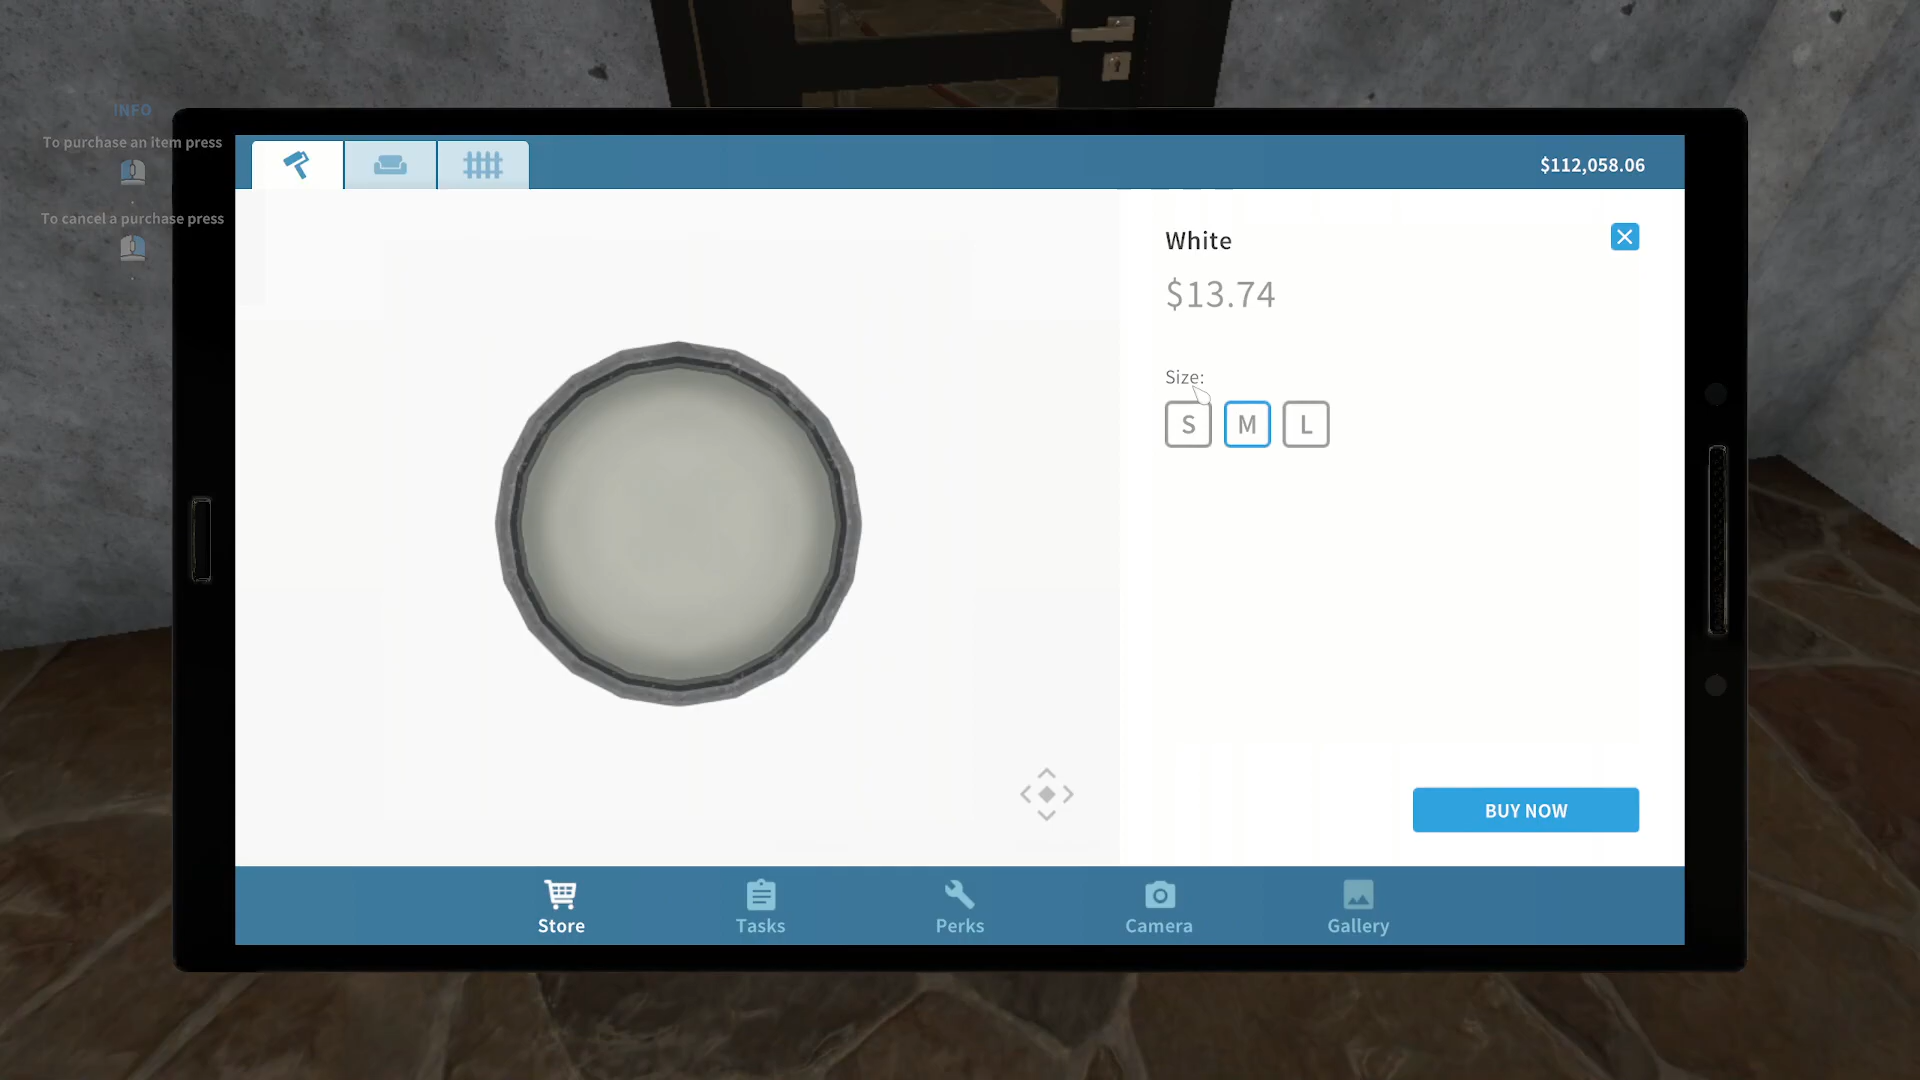 INFO
To purchase an item press
To cancel a purchase press
$112,058.06
White
$13.74
Size:
S M L
BUY NOW
Store Tasks Perks Camera Gallery